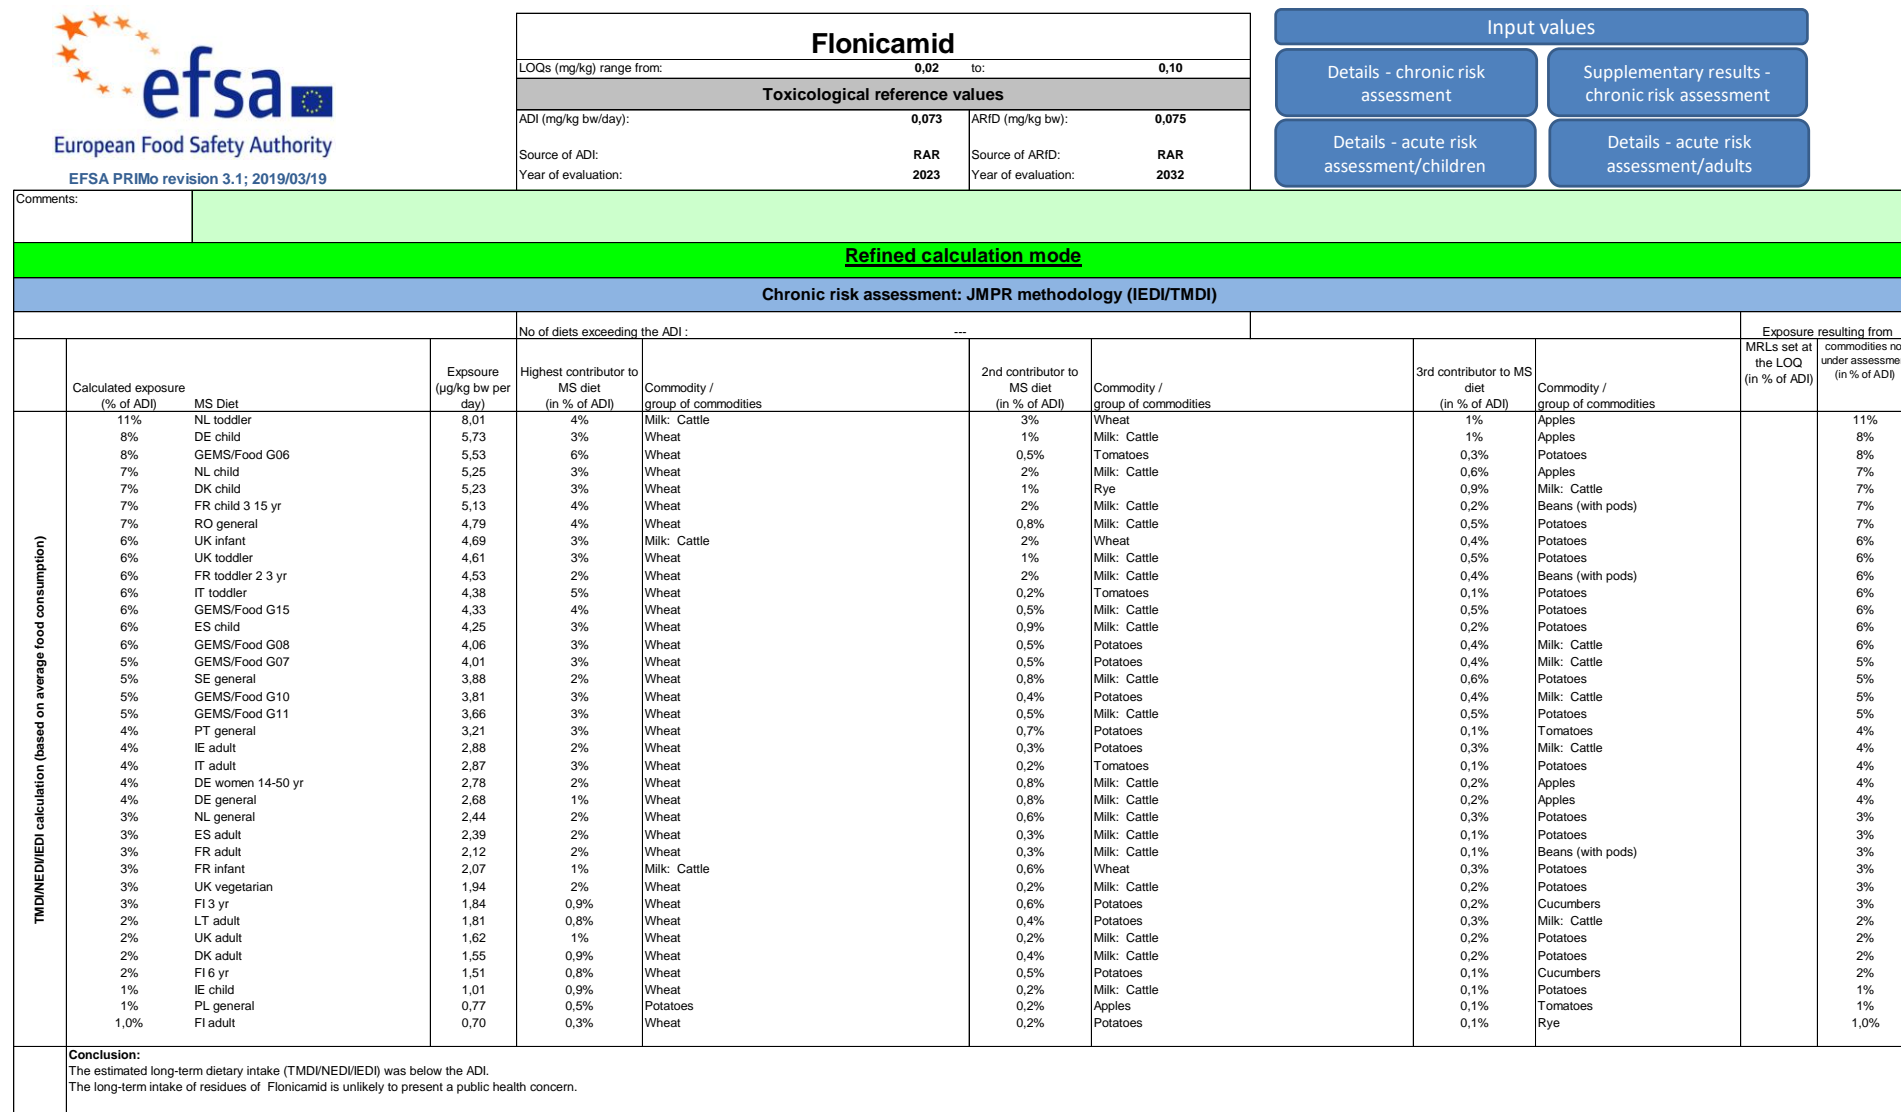 efsa
European Food Safety Authority
EFSA PRIMo revision 3.1; 2019/03/19
Flonicamid
LOQs (mg/kg) range from: 0,02 to: 0,10
Toxicological reference values
ADI (mg/kg bw/day): 0,073 ARfD (mg/kg bw): 0,075
Source of ADI: RAR Source of ARfD: RAR
Year of evaluation: 2023 Year of evaluation: 2032
Input values
Details - chronic risk
assessment
Supplementary results -
chronic risk assessment
Details - acute risk
assessment/children
Details - acute risk
assessment/adults
Comments:
Refined calculation mode
Chronic risk assessment: JMPR methodology (IEDI/TMDI)
No of diets exceeding the ADI : --- Exposure resulting from
Calculated exposure
(% of ADI)
MS Diet
Expsoure
(µg/kg bw per
day)
Highest contributor to
MS diet
(in % of ADI)
Commodity /
group of commodities
2nd contributor to
MS diet
(in % of ADI)
Commodity /
group of commodities
3rd contributor to MS
diet
(in % of ADI)
Commodity /
group of commodities
MRLs set at
the LOQ
(in % of ADI)
commodities no
under assessme
(in % of ADI)
TMDI/NEDI/IEDI calculation (based on average food consumption)
11% NL toddler 8,01 4% Milk: Cattle 3% Wheat 1% Apples 11%
8% DE child 5,73 3% Wheat 1% Milk: Cattle 1% Apples 8%
8% GEMS/Food G06 5,53 6% Wheat 0,5% Tomatoes 0,3% Potatoes 8%
7% NL child 5,25 3% Wheat 2% Milk: Cattle 0,6% Apples 7%
7% DK child 5,23 3% Wheat 1% Rye 0,9% Milk: Cattle 7%
7% FR child 3 15 yr 5,13 4% Wheat 2% Milk: Cattle 0,2% Beans (with pods) 7%
7% RO general 4,79 4% Wheat 0,8% Milk: Cattle 0,5% Potatoes 7%
6% UK infant 4,69 3% Milk: Cattle 2% Wheat 0,4% Potatoes 6%
6% UK toddler 4,61 3% Wheat 1% Milk: Cattle 0,5% Potatoes 6%
6% FR toddler 2 3 yr 4,53 2% Wheat 2% Milk: Cattle 0,4% Beans (with pods) 6%
6% IT toddler 4,38 5% Wheat 0,2% Tomatoes 0,1% Potatoes 6%
6% GEMS/Food G15 4,33 4% Wheat 0,5% Milk: Cattle 0,5% Potatoes 6%
6% ES child 4,25 3% Wheat 0,9% Milk: Cattle 0,2% Potatoes 6%
6% GEMS/Food G08 4,06 3% Wheat 0,5% Potatoes 0,4% Milk: Cattle 6%
5% GEMS/Food G07 4,01 3% Wheat 0,5% Potatoes 0,4% Milk: Cattle 5%
5% SE general 3,88 2% Wheat 0,8% Milk: Cattle 0,6% Potatoes 5%
5% GEMS/Food G10 3,81 3% Wheat 0,4% Potatoes 0,4% Milk: Cattle 5%
5% GEMS/Food G11 3,66 3% Wheat 0,5% Milk: Cattle 0,5% Potatoes 5%
4% PT general 3,21 3% Wheat 0,7% Potatoes 0,1% Tomatoes 4%
4% IE adult 2,88 2% Wheat 0,3% Potatoes 0,3% Milk: Cattle 4%
4% IT adult 2,87 3% Wheat 0,2% Tomatoes 0,1% Potatoes 4%
4% DE women 14-50 yr 2,78 2% Wheat 0,8% Milk: Cattle 0,2% Apples 4%
4% DE general 2,68 1% Wheat 0,8% Milk: Cattle 0,2% Apples 4%
3% NL general 2,44 2% Wheat 0,6% Milk: Cattle 0,3% Potatoes 3%
3% ES adult 2,39 2% Wheat 0,3% Milk: Cattle 0,1% Potatoes 3%
3% FR adult 2,12 2% Wheat 0,3% Milk: Cattle 0,1% Beans (with pods) 3%
3% FR infant 2,07 1% Milk: Cattle 0,6% Wheat 0,3% Potatoes 3%
3% UK vegetarian 1,94 2% Wheat 0,2% Milk: Cattle 0,2% Potatoes 3%
3% FI 3 yr 1,84 0,9% Wheat 0,6% Potatoes 0,2% Cucumbers 3%
2% LT adult 1,81 0,8% Wheat 0,4% Potatoes 0,3% Milk: Cattle 2%
2% UK adult 1,62 1% Wheat 0,2% Milk: Cattle 0,2% Potatoes 2%
2% DK adult 1,55 0,9% Wheat 0,4% Milk: Cattle 0,2% Potatoes 2%
2% FI 6 yr 1,51 0,8% Wheat 0,5% Potatoes 0,1% Cucumbers 2%
1% IE child 1,01 0,9% Wheat 0,2% Milk: Cattle 0,1% Potatoes 1%
1% PL general 0,77 0,5% Potatoes 0,2% Apples 0,1% Tomatoes 1%
1,0% FI adult 0,70 0,3% Wheat 0,2% Potatoes 0,1% Rye 1,0%
Conclusion:
The estimated long-term dietary intake (TMDI/NEDI/IEDI) was below the ADI.
The long-term intake of residues of Flonicamid is unlikely to present a public health concern.